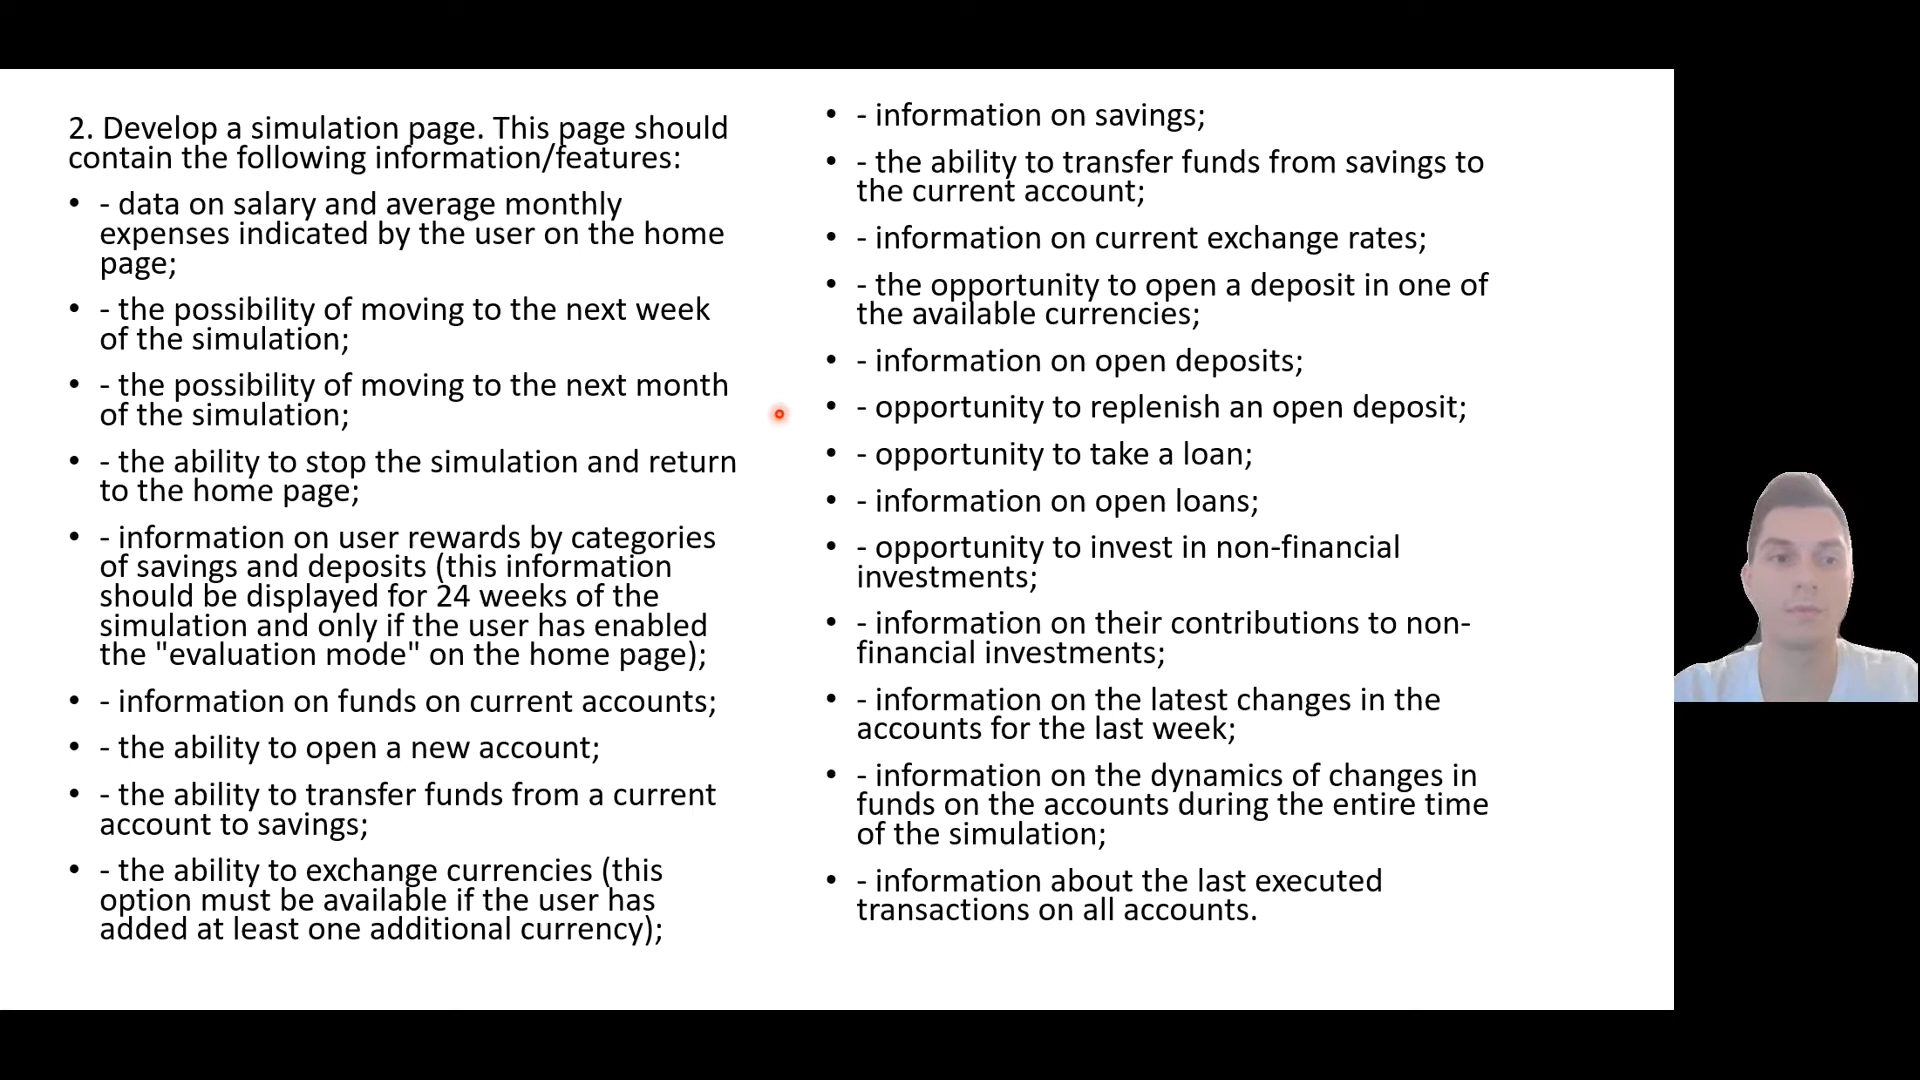 2. Develop a simulation page. This page should
contain the following information/features:
• - data on salary and average monthly
expenses indicated by the user on the home
page;
• - the possibility of moving to the next week
of the simulation;
• - the possibility of moving to the next month
of the simulation;
• - the ability to stop the simulation and return
to the home page;
• - information on user rewards by categories
of savings and deposits (this information
should be displayed for 24 weeks of the
simulation and only if the user has enabled
the "evaluation mode" on the home page);
• - information on funds on current accounts;
• - the ability to open a new account;
• - the ability to transfer funds from a current
account to savings;
• - the ability to exchange currencies (this
option must be available if the user has
added at least one additional currency);
• - information on savings;
• - the ability to transfer funds from savings to
the current account;
• - information on current exchange rates;
• - the opportunity to open a deposit in one of
the available currencies;
• - information on open deposits;
• - opportunity to replenish an open deposit;
• - opportunity to take a loan;
• - information on open loans;
• - opportunity to invest in non-financial
investments;
• - information on their contributions to non-
financial investments;
• - information on the latest changes in the
accounts for the last week;
• - information on the dynamics of changes in
funds on the accounts during the entire time
of the simulation;
• - information about the last executed
transactions on all accounts.